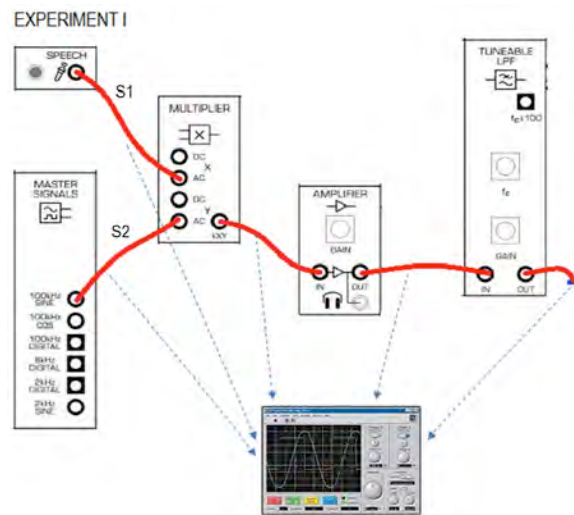 EXPERIMENT I
SPEECH
S1
MULTIPLIER
X
DC
X
AC
DC
Y
AC
kXY
MASTER
SIGNALS
S2
100kHz
SINE
100kHz
COS
100kHz
DIGITAL
8kHz
DIGITAL
2kHz
DIGITAL
2kHz
SINE
AMPLIFIER
GAIN
IN
OUT
TUNEABLE
LPF
fc x100
fc
GAIN
IN
OUT